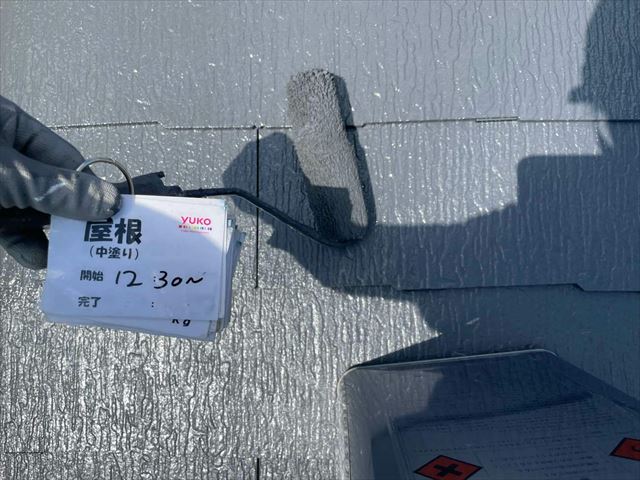 屋根
YUKO
(中塗り)
開始 12:30~
完了 :
kg